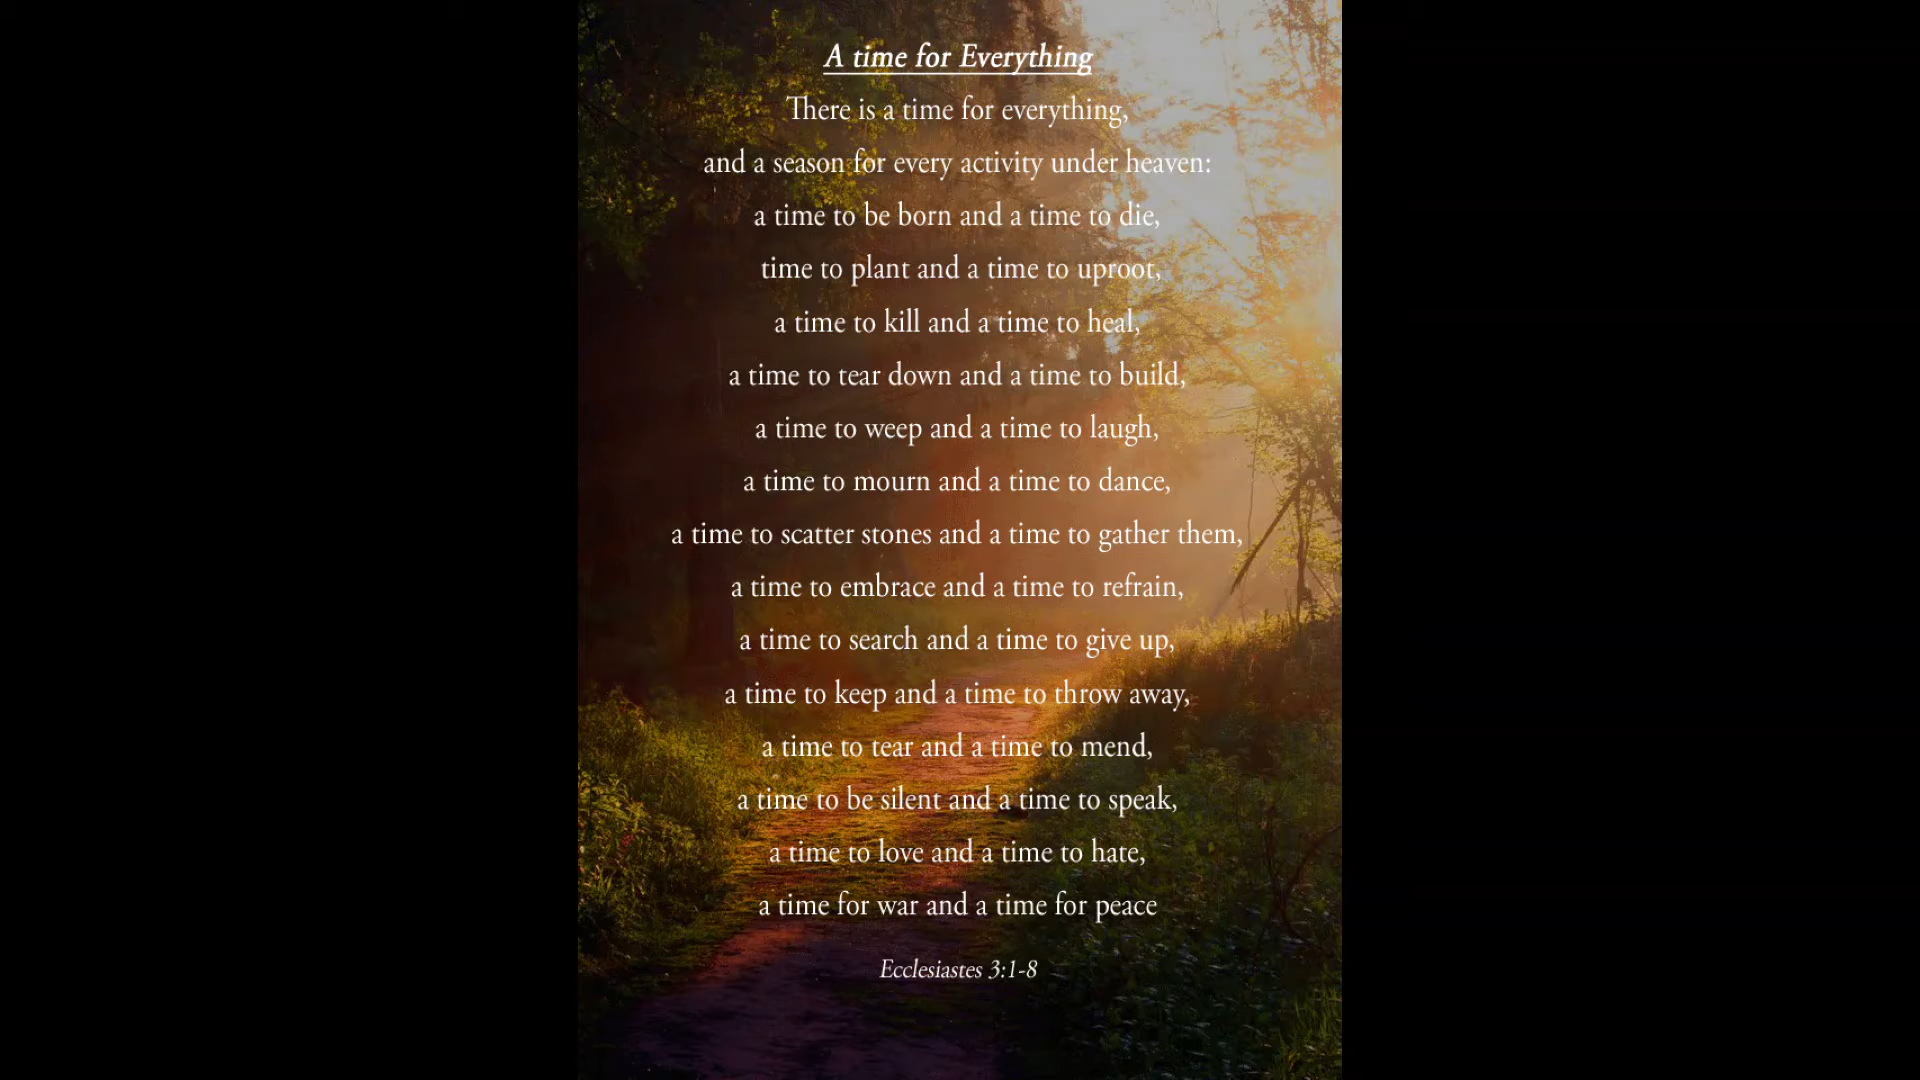 A time for Everything
There is a time for everything,
and a season for every activity under heaven:
a time to be born and a time to die,
time to plant and a time to uproot,
a time to kill and a time to heal,
a time to tear down and a time to build,
a time to weep and a time to laugh,
a time to mourn and a time to dance,
a time to scatter stones and a time to gather them,
a time to embrace and a time to refrain,
a time to search and a time to give up,
a time to keep and a time to throw away,
a time to tear and a time to mend,
a time to be silent and a time to speak,
a time to love and a time to hate,
a time for war and a time for peace
Ecclesiastes 3:1-8